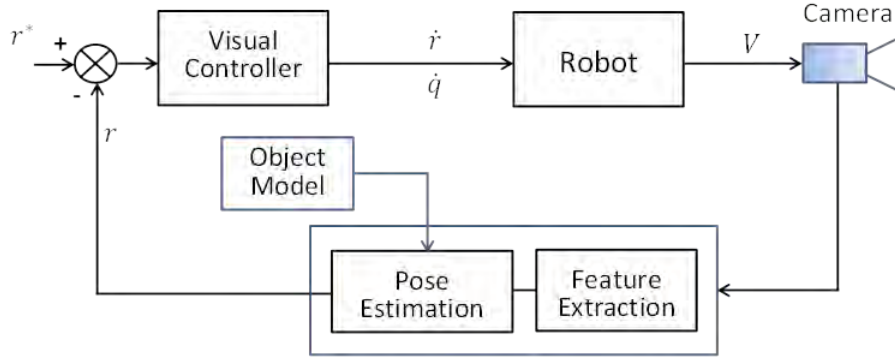 Camera
r*
+
-
Visual
Controller
ṙ
q̇
Robot
V
r
Object
Model
Pose
Estimation
Feature
Extraction